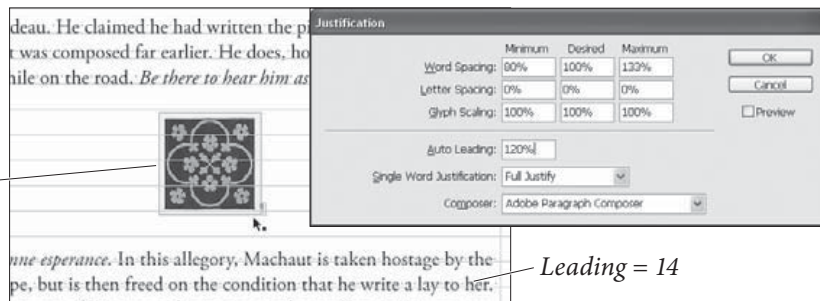 deau. He claimed he had written the
t was composed far earlier. He does,
ile on the road. Be there to hear him as
Justification
Minimum Desired Maximum
Word Spacing: 80% 100% 133%
Letter Spacing: 0% 0% 0%
Glyph Scaling: 100% 100% 100%
Auto Leading: 120%
Single Word Justification: Full Justify
Composer: Adobe Paragraph Composer
OK
Cancel
Preview
nne esperance. In this allegory, Machaut is taken hostage by the
pe, but is then freed on the condition that he write a lay to her.
Leading = 14